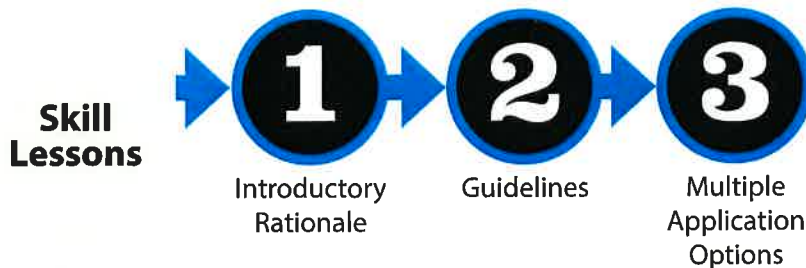 Skill
Lessons
1
2
3
Introductory
Rationale
Guidelines
Multiple
Application
Options